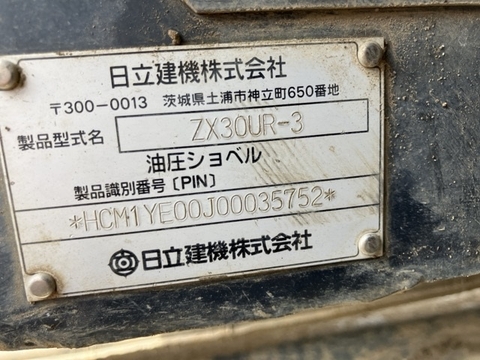 日立建機株式会社
〒300-0013 茨城県土浦市神立町650番地
製品型式名 ZX30UR-3
油圧ショベル
製品識別番号〔PIN〕
*HCM1YE00J00035752*
日立建機株式会社